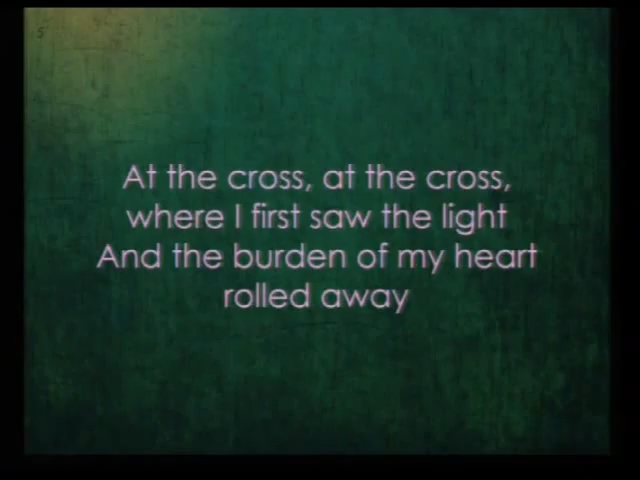 5
At the cross, at the cross,
where I first saw the light
And the burden of my heart
rolled away